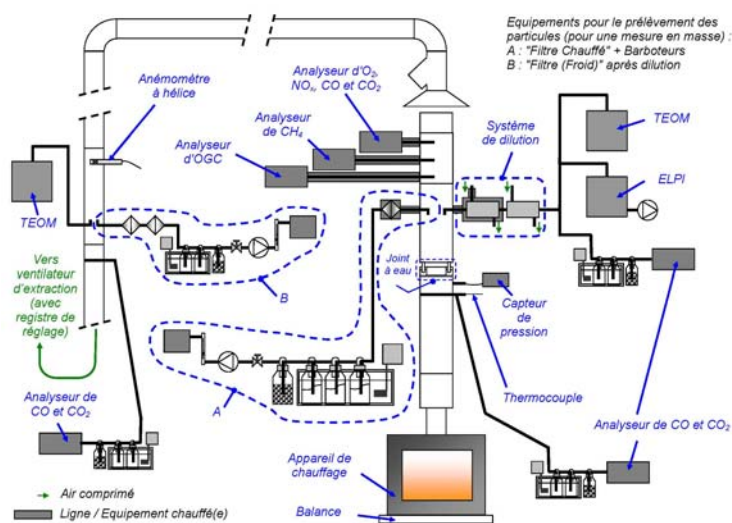 Equipements pour le prélèvement des
particules (pour une mesure en masse) :
A : "Filtre Chauffé" + Barboteurs
B : "Filtre (Froid)" après dilution
Anémomètre
à hélice
Analyseur d'O₂,
NOₓ, CO et CO₂
Analyseur
de CH₄
Analyseur
d'OGC
Système
de dilution
TEOM
ELPI
TEOM
Vers
ventilateur
d'extraction
(avec
registre de
réglage)
B
Joint
à eau
Capteur
de
pression
A
Thermocouple
Analyseur de
CO et CO₂
Analyseur de CO et CO₂
Appareil de
chauffage
Balance
Air comprimé
Ligne / Equipement chauffé(e)